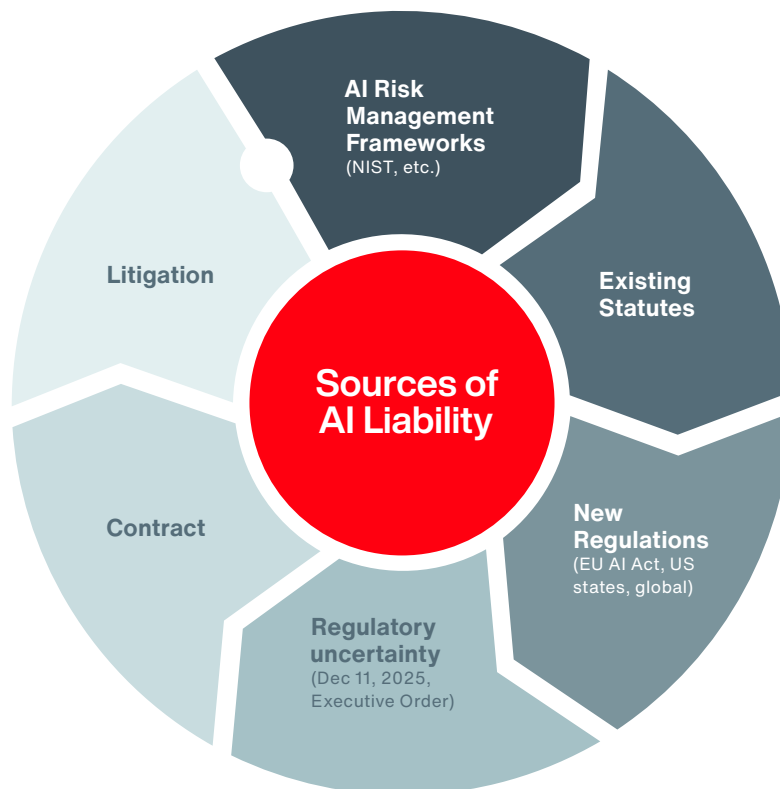 AI Risk
Management
Frameworks
(NIST, etc.)
Existing
Statutes
New
Regulations
(EU AI Act, US
states, global)
Regulatory
uncertainty
(Dec 11, 2025,
Executive Order)
Contract
Litigation
Sources of
AI Liability